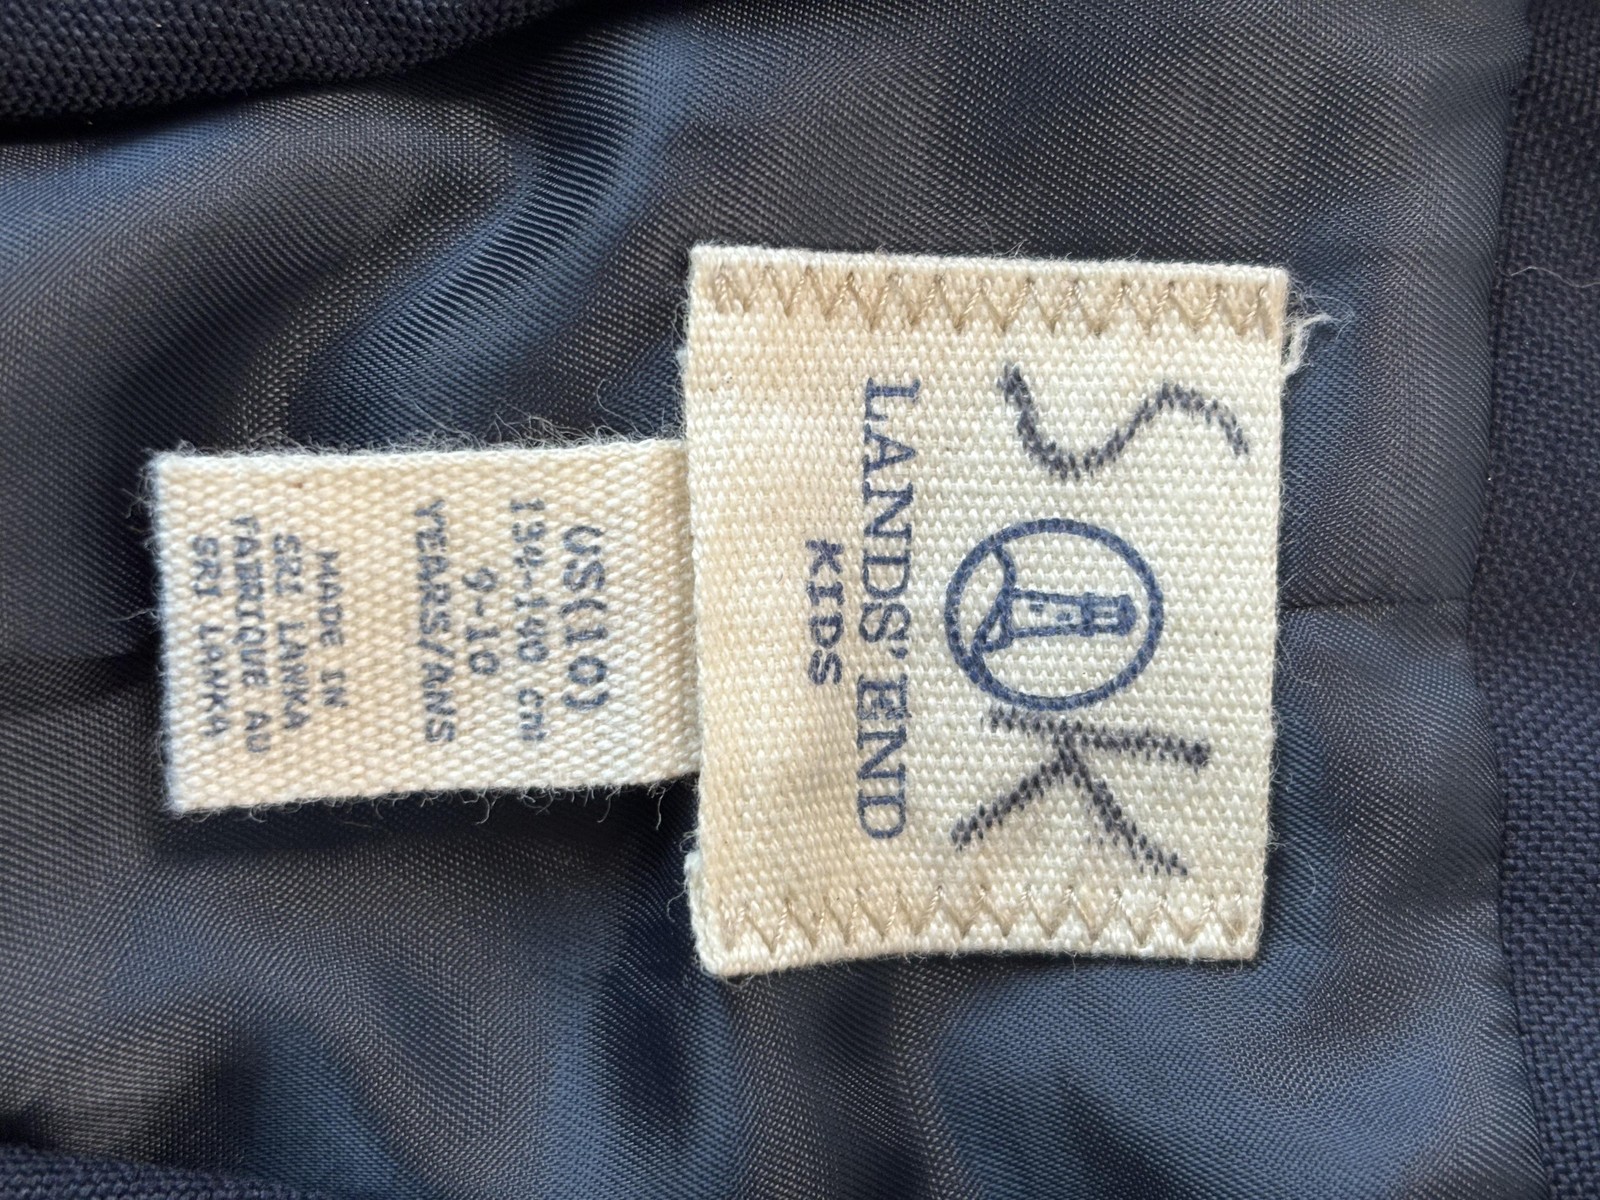 S K
LANDS' END
KIDS
US(10)
134-140 cm
9-10
YEARS/ANS
MADE IN
SRI LANKA
FABRIQUE AU
SRI LANKA